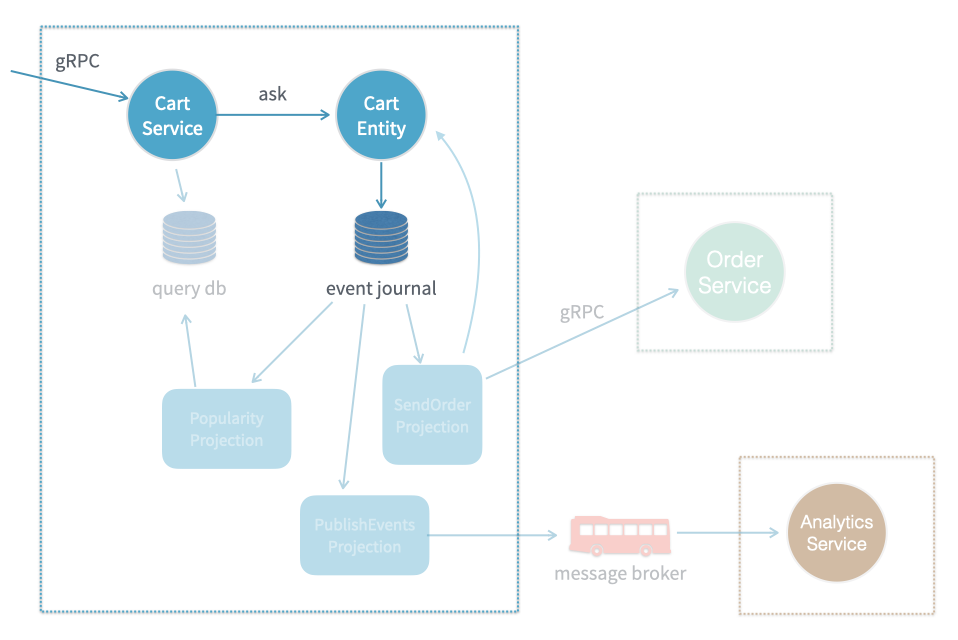 gRPC
Cart
Service
ask
Cart
Entity
query db
event journal
Order
Service
gRPC
Popularity
Projection
SendOrder
Projection
PublishEvents
Projection
message broker
Analytics
Service